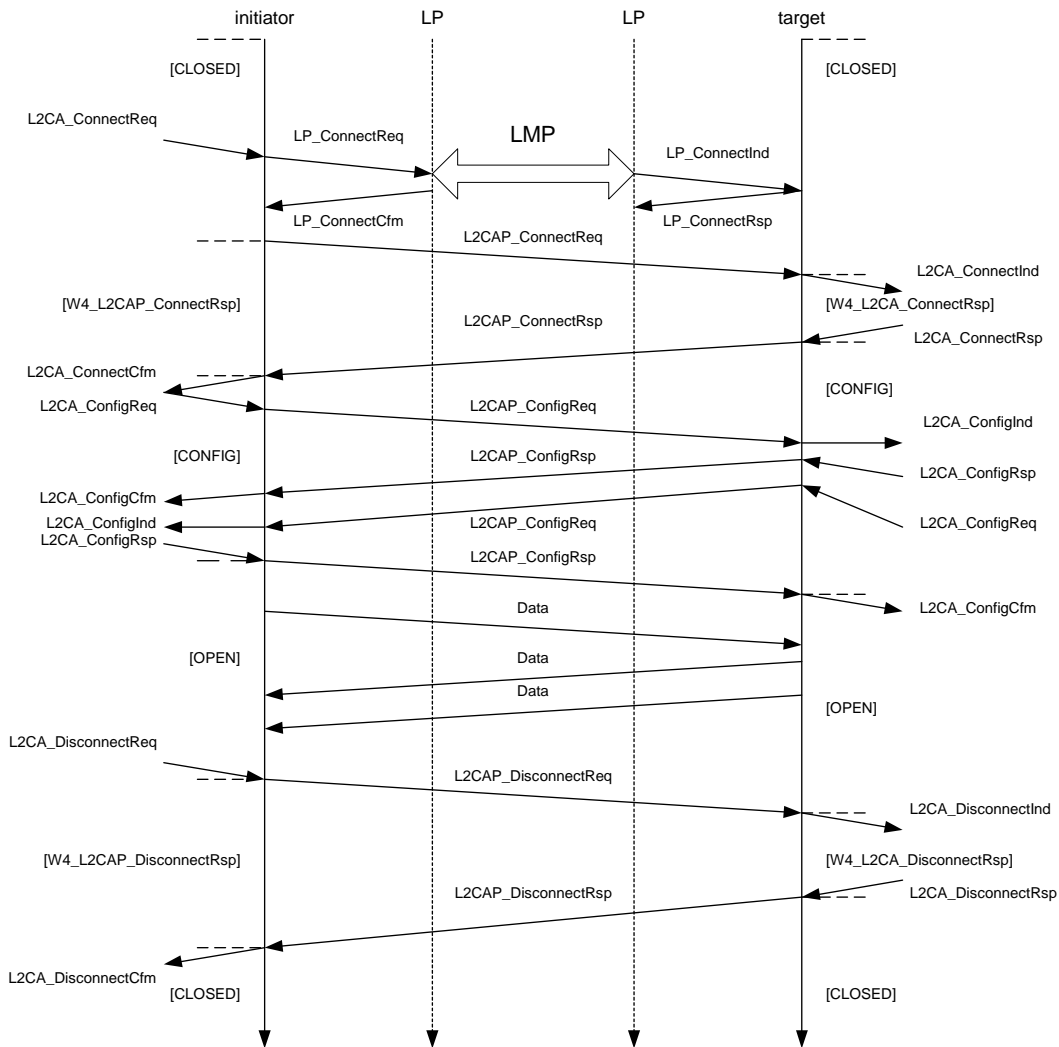 initiator LP LP target
[CLOSED] [CLOSED]
L2CA_ConnectReq
LP_ConnectReq LMP LP_ConnectInd
LP_ConnectCfm LP_ConnectRsp
L2CAP_ConnectReq
L2CA_ConnectInd
[W4_L2CAP_ConnectRsp] [W4_L2CA_ConnectRsp]
L2CAP_ConnectRsp
L2CA_ConnectRsp
L2CA_ConnectCfm
[CONFIG]
L2CA_ConfigReq L2CAP_ConfigReq
L2CA_ConfigInd
[CONFIG] L2CAP_ConfigRsp
L2CA_ConfigRsp
L2CA_ConfigCfm
L2CA_ConfigInd L2CAP_ConfigReq L2CA_ConfigReq
L2CA_ConfigRsp
L2CAP_ConfigRsp
Data L2CA_ConfigCfm
[OPEN] Data
Data
[OPEN]
L2CA_DisconnectReq
L2CAP_DisconnectReq
L2CA_DisconnectInd
[W4_L2CAP_DisconnectRsp] [W4_L2CA_DisconnectRsp]
L2CAP_DisconnectRsp L2CA_DisconnectRsp
L2CA_DisconnectCfm
[CLOSED] [CLOSED]